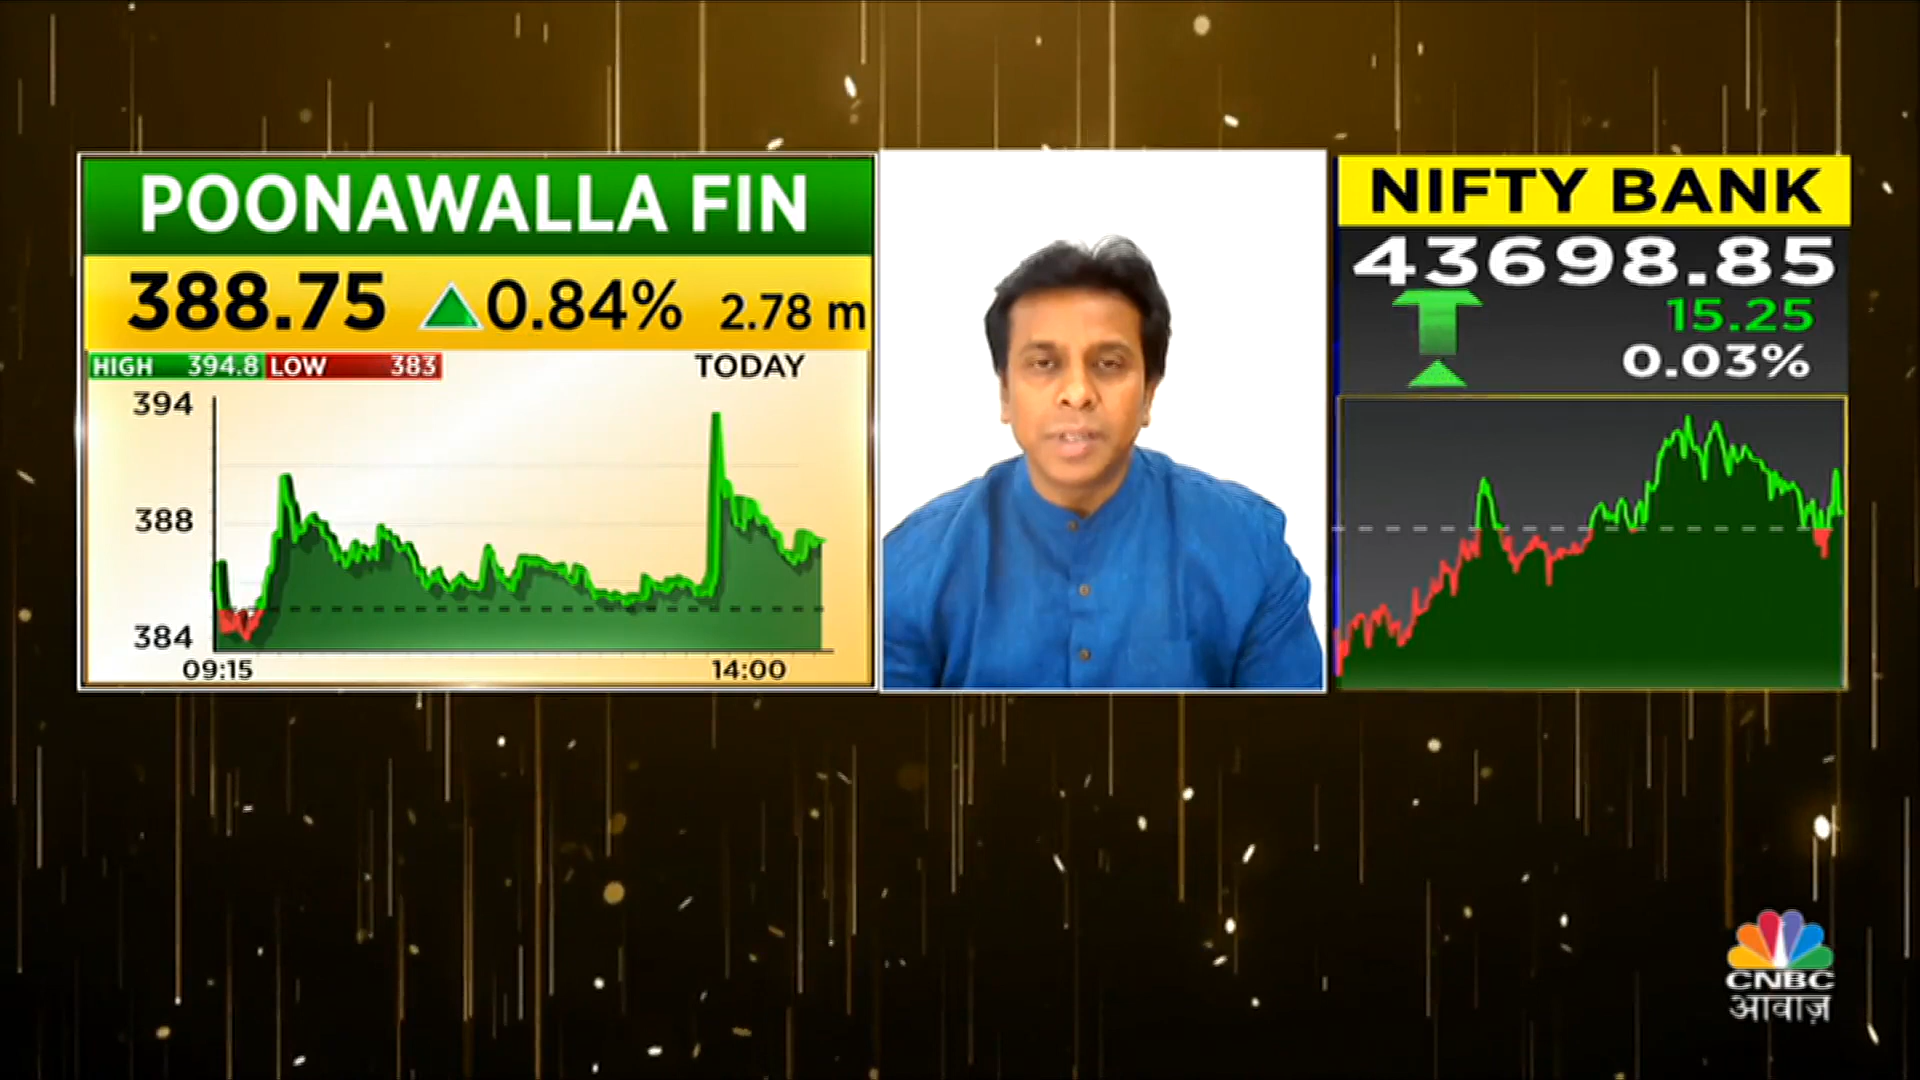 POONAWALLA FIN
388.75 0.84% 2.78 m
HIGH 394.8 LOW 383 TODAY
394
388
384
09:15 14:00
NIFTY BANK
43698.85
15.25
0.03%
CNBC
आवाज़